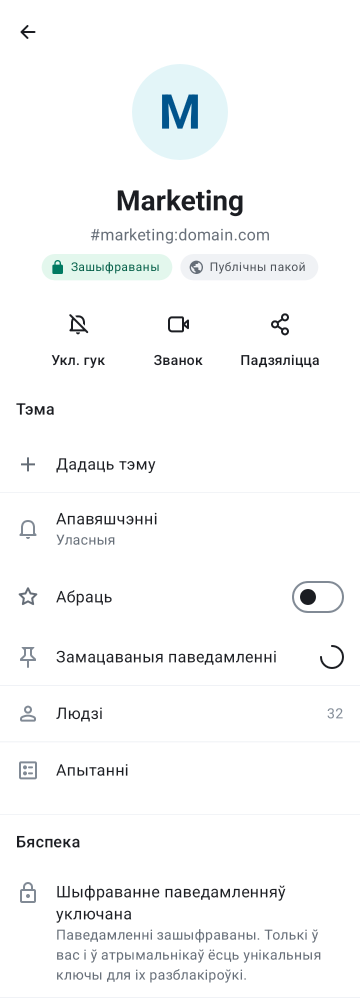 M
Marketing
#marketing:domain.com
Зашыфраваны Публічны пакой
Укл. гук Званок Падзяліцца
Тэма
Дадаць тэму
Апавяшчэнні
Уласныя
Абраць
Замацаваныя паведамленні
Людзі 32
Апытанні
Бяспека
Шыфраванне паведамленняў
уключана
Паведамленні зашыфраваны. Толькі ў
вас і ў атрымальнікаў ёсць унікальныя
ключы для іх разблакіроўкі.